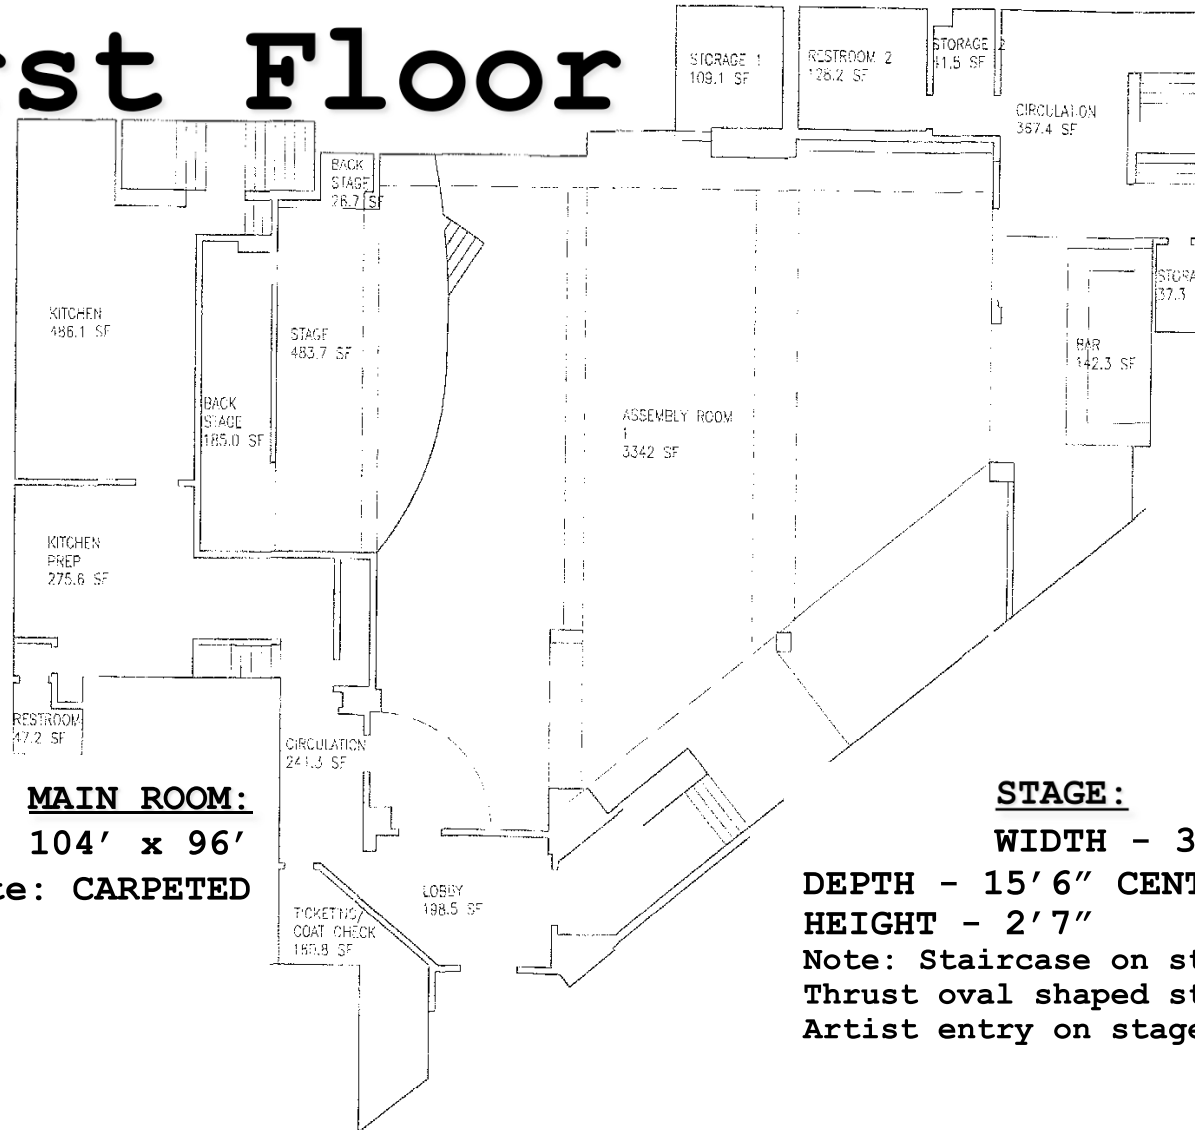 rst Floor
STORAGE 1
109.1 SF
RESTROOM 2
128.2 SF
STORAGE 2
41.5 SF
CIRCULATION
367.4 SF
BACK
STAGE
28.7 SF
KITCHEN
486.1 SF
STAGE
483.7 SF
BACK
STAGE
185.0 SF
ASSEMBLY ROOM
1
3342 SF
STORA
37.3
BAR
142.3 SF
KITCHEN
PREP
275.6 SF
RESTROOM
47.2 SF
CIRCULATION
241.3 SF
LOBBY
198.5 SF
TICKETING/
COAT CHECK
SF
MAIN ROOM:
104’ x 96’
te: CARPETED
STAGE:
WIDTH - 3
DEPTH - 15’6” CENT
HEIGHT - 2’7”
Note: Staircase on st
Thrust oval shaped st
Artist entry on stage